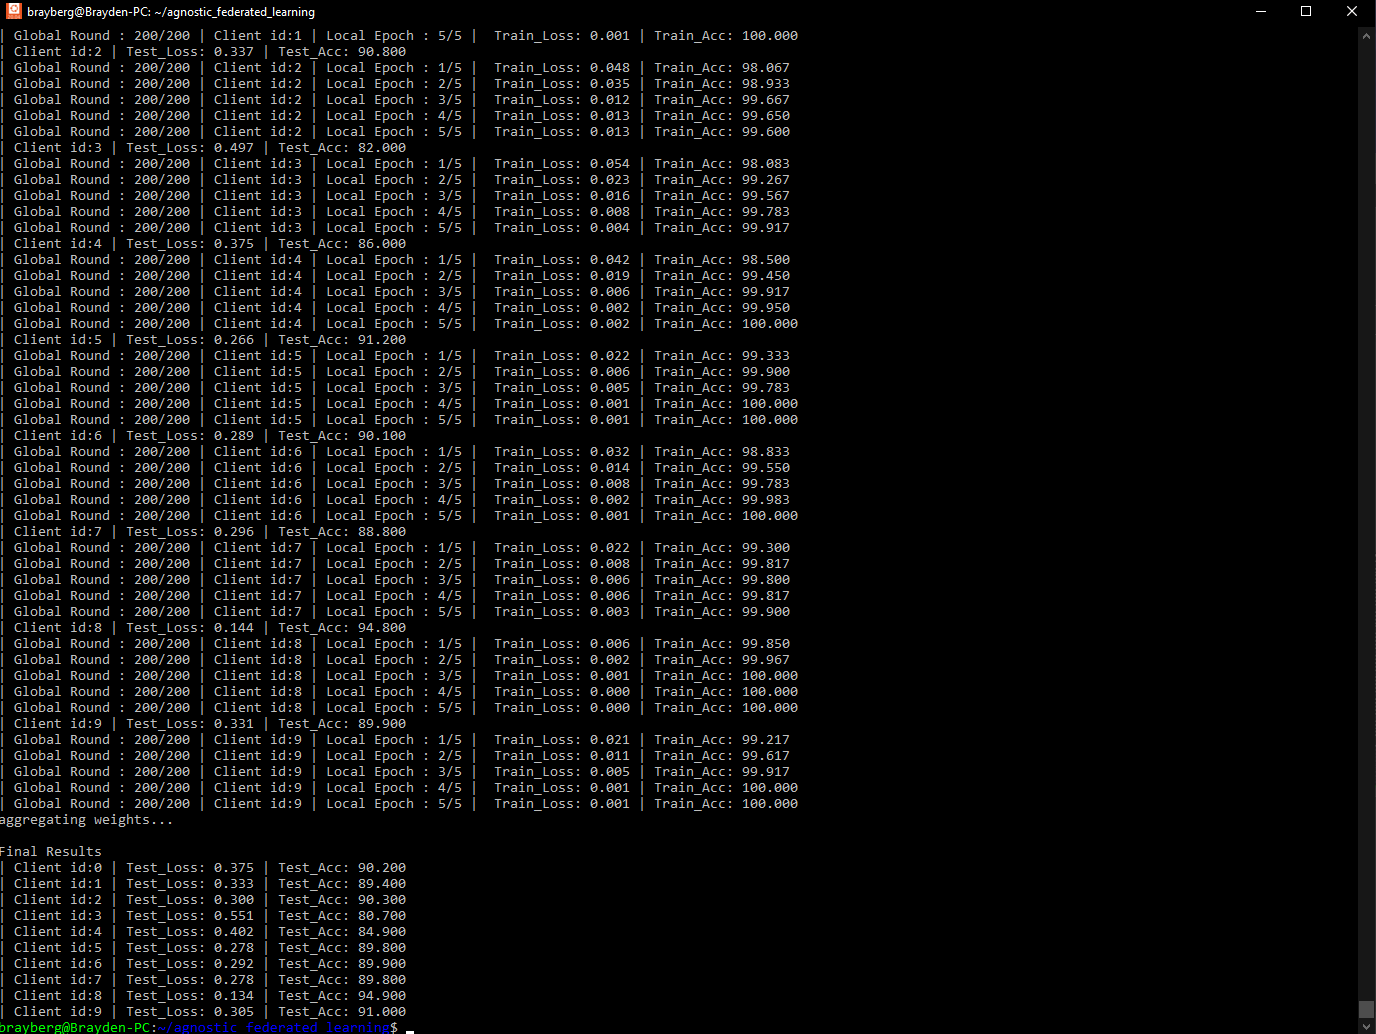 brayberg@Brayden-PC: ~/agnostic_federated_learning
| Global Round : 200/200 | Client id:1 | Local Epoch : 5/5 |  Train_Loss: 0.001 | Train_Acc: 100.000
| Client id:2 | Test_Loss: 0.337 | Test_Acc: 90.800
| Global Round : 200/200 | Client id:2 | Local Epoch : 1/5 |  Train_Loss: 0.048 | Train_Acc: 98.067
| Global Round : 200/200 | Client id:2 | Local Epoch : 2/5 |  Train_Loss: 0.035 | Train_Acc: 98.933
| Global Round : 200/200 | Client id:2 | Local Epoch : 3/5 |  Train_Loss: 0.012 | Train_Acc: 99.667
| Global Round : 200/200 | Client id:2 | Local Epoch : 4/5 |  Train_Loss: 0.013 | Train_Acc: 99.650
| Global Round : 200/200 | Client id:2 | Local Epoch : 5/5 |  Train_Loss: 0.013 | Train_Acc: 99.600
| Client id:3 | Test_Loss: 0.497 | Test_Acc: 82.000
| Global Round : 200/200 | Client id:3 | Local Epoch : 1/5 |  Train_Loss: 0.054 | Train_Acc: 98.083
| Global Round : 200/200 | Client id:3 | Local Epoch : 2/5 |  Train_Loss: 0.023 | Train_Acc: 99.267
| Global Round : 200/200 | Client id:3 | Local Epoch : 3/5 |  Train_Loss: 0.016 | Train_Acc: 99.567
| Global Round : 200/200 | Client id:3 | Local Epoch : 4/5 |  Train_Loss: 0.008 | Train_Acc: 99.783
| Global Round : 200/200 | Client id:3 | Local Epoch : 5/5 |  Train_Loss: 0.004 | Train_Acc: 99.917
| Client id:4 | Test_Loss: 0.375 | Test_Acc: 86.000
| Global Round : 200/200 | Client id:4 | Local Epoch : 1/5 |  Train_Loss: 0.042 | Train_Acc: 98.500
| Global Round : 200/200 | Client id:4 | Local Epoch : 2/5 |  Train_Loss: 0.019 | Train_Acc: 99.450
| Global Round : 200/200 | Client id:4 | Local Epoch : 3/5 |  Train_Loss: 0.006 | Train_Acc: 99.917
| Global Round : 200/200 | Client id:4 | Local Epoch : 4/5 |  Train_Loss: 0.002 | Train_Acc: 99.950
| Global Round : 200/200 | Client id:4 | Local Epoch : 5/5 |  Train_Loss: 0.002 | Train_Acc: 100.000
| Client id:5 | Test_Loss: 0.266 | Test_Acc: 91.200
| Global Round : 200/200 | Client id:5 | Local Epoch : 1/5 |  Train_Loss: 0.022 | Train_Acc: 99.333
| Global Round : 200/200 | Client id:5 | Local Epoch : 2/5 |  Train_Loss: 0.006 | Train_Acc: 99.900
| Global Round : 200/200 | Client id:5 | Local Epoch : 3/5 |  Train_Loss: 0.005 | Train_Acc: 99.783
| Global Round : 200/200 | Client id:5 | Local Epoch : 4/5 |  Train_Loss: 0.001 | Train_Acc: 100.000
| Global Round : 200/200 | Client id:5 | Local Epoch : 5/5 |  Train_Loss: 0.001 | Train_Acc: 100.000
| Client id:6 | Test_Loss: 0.289 | Test_Acc: 90.100
| Global Round : 200/200 | Client id:6 | Local Epoch : 1/5 |  Train_Loss: 0.032 | Train_Acc: 98.833
| Global Round : 200/200 | Client id:6 | Local Epoch : 2/5 |  Train_Loss: 0.014 | Train_Acc: 99.550
| Global Round : 200/200 | Client id:6 | Local Epoch : 3/5 |  Train_Loss: 0.008 | Train_Acc: 99.783
| Global Round : 200/200 | Client id:6 | Local Epoch : 4/5 |  Train_Loss: 0.002 | Train_Acc: 99.983
| Global Round : 200/200 | Client id:6 | Local Epoch : 5/5 |  Train_Loss: 0.001 | Train_Acc: 100.000
| Client id:7 | Test_Loss: 0.296 | Test_Acc: 88.800
| Global Round : 200/200 | Client id:7 | Local Epoch : 1/5 |  Train_Loss: 0.022 | Train_Acc: 99.300
| Global Round : 200/200 | Client id:7 | Local Epoch : 2/5 |  Train_Loss: 0.008 | Train_Acc: 99.817
| Global Round : 200/200 | Client id:7 | Local Epoch : 3/5 |  Train_Loss: 0.006 | Train_Acc: 99.800
| Global Round : 200/200 | Client id:7 | Local Epoch : 4/5 |  Train_Loss: 0.006 | Train_Acc: 99.817
| Global Round : 200/200 | Client id:7 | Local Epoch : 5/5 |  Train_Loss: 0.003 | Train_Acc: 99.900
| Client id:8 | Test_Loss: 0.144 | Test_Acc: 94.800
| Global Round : 200/200 | Client id:8 | Local Epoch : 1/5 |  Train_Loss: 0.006 | Train_Acc: 99.850
| Global Round : 200/200 | Client id:8 | Local Epoch : 2/5 |  Train_Loss: 0.002 | Train_Acc: 99.967
| Global Round : 200/200 | Client id:8 | Local Epoch : 3/5 |  Train_Loss: 0.001 | Train_Acc: 100.000
| Global Round : 200/200 | Client id:8 | Local Epoch : 4/5 |  Train_Loss: 0.000 | Train_Acc: 100.000
| Global Round : 200/200 | Client id:8 | Local Epoch : 5/5 |  Train_Loss: 0.000 | Train_Acc: 100.000
| Client id:9 | Test_Loss: 0.331 | Test_Acc: 89.900
| Global Round : 200/200 | Client id:9 | Local Epoch : 1/5 |  Train_Loss: 0.021 | Train_Acc: 99.217
| Global Round : 200/200 | Client id:9 | Local Epoch : 2/5 |  Train_Loss: 0.011 | Train_Acc: 99.617
| Global Round : 200/200 | Client id:9 | Local Epoch : 3/5 |  Train_Loss: 0.005 | Train_Acc: 99.917
| Global Round : 200/200 | Client id:9 | Local Epoch : 4/5 |  Train_Loss: 0.001 | Train_Acc: 100.000
| Global Round : 200/200 | Client id:9 | Local Epoch : 5/5 |  Train_Loss: 0.001 | Train_Acc: 100.000
aggregating weights...
Final Results
| Client id:0 | Test_Loss: 0.375 | Test_Acc: 90.200
| Client id:1 | Test_Loss: 0.333 | Test_Acc: 89.400
| Client id:2 | Test_Loss: 0.300 | Test_Acc: 90.300
| Client id:3 | Test_Loss: 0.551 | Test_Acc: 80.700
| Client id:4 | Test_Loss: 0.402 | Test_Acc: 84.900
| Client id:5 | Test_Loss: 0.278 | Test_Acc: 89.800
| Client id:6 | Test_Loss: 0.292 | Test_Acc: 89.900
| Client id:7 | Test_Loss: 0.278 | Test_Acc: 89.800
| Client id:8 | Test_Loss: 0.134 | Test_Acc: 94.900
| Client id:9 | Test_Loss: 0.305 | Test_Acc: 91.000
brayberg@Brayden-PC:~/agnostic_federated_learning$